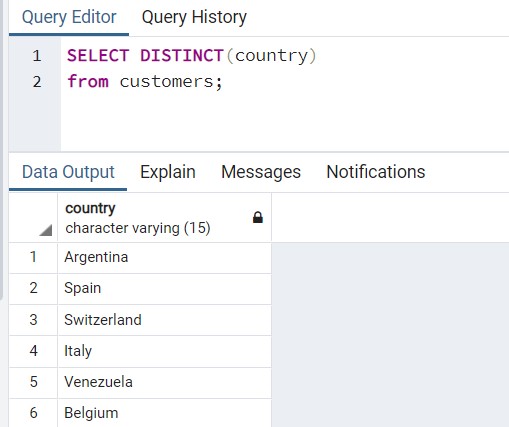 Query Editor Query History
1 SELECT DISTINCT(country)
2 from customers;
Data Output Explain Messages Notifications
country
character varying (15)
1 Argentina
2 Spain
3 Switzerland
4 Italy
5 Venezuela
6 Belgium